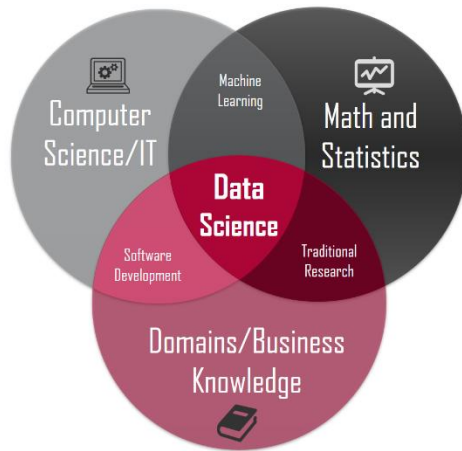 Machine
Learning
Computer
Science/IT
Math and
Statistics
Data
Science
Software
Development
Traditional
Research
Domains/Business
Knowledge